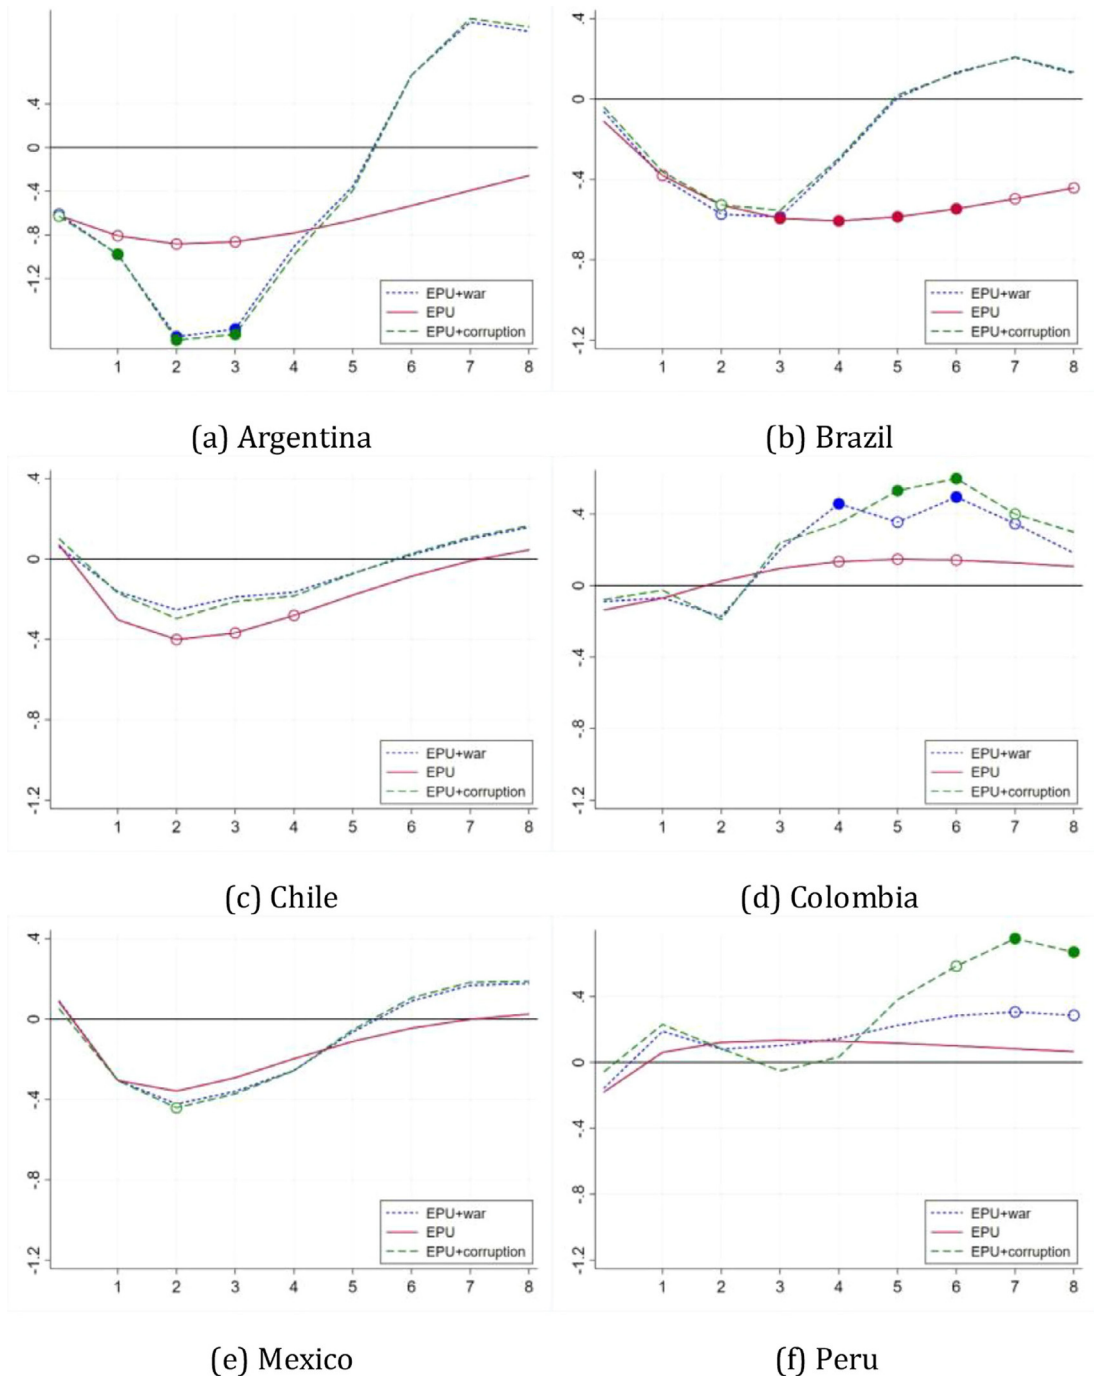 .4
0
-.4
-.8
-1.2
1 2 3 4 5 6 7 8
EPU+war
EPU
EPU+corruption
(a) Argentina
.4
0
-.4
-.8
-1.2
1 2 3 4 5 6 7 8
EPU+war
EPU
EPU+corruption
(b) Brazil
.4
0
-.4
-.8
-1.2
1 2 3 4 5 6 7 8
EPU+war
EPU
EPU+corruption
(c) Chile
.4
0
-.4
-.8
-1.2
1 2 3 4 5 6 7 8
EPU+war
EPU
EPU+corruption
(d) Colombia
.4
0
-.4
-.8
-1.2
1 2 3 4 5 6 7 8
EPU+war
EPU
EPU+corruption
(e) Mexico
.4
0
-.4
-.8
-1.2
1 2 3 4 5 6 7 8
EPU+war
EPU
EPU+corruption
(f) Peru